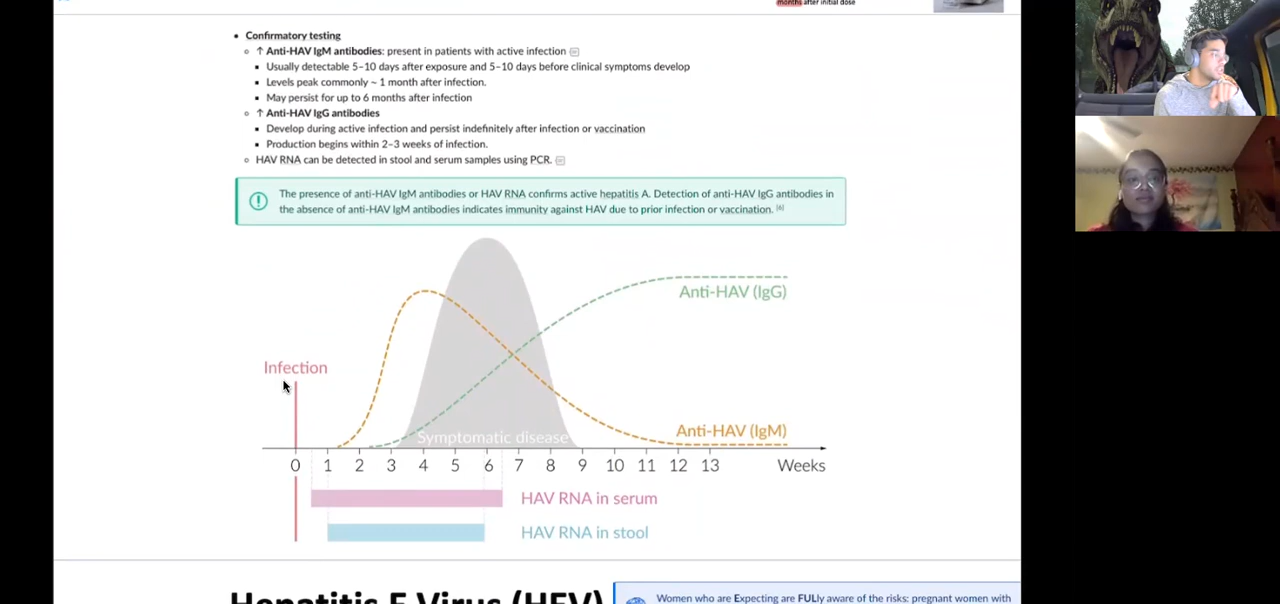 months after initial dose
Confirmatory testing
↑ Anti-HAV IgM antibodies: present in patients with active infection
Usually detectable 5–10 days after exposure and 5–10 days before clinical symptoms develop
Levels peak commonly ~ 1 month after infection.
May persist for up to 6 months after infection
↑ Anti-HAV IgG antibodies
Develop during active infection and persist indefinitely after infection or vaccination
Production begins within 2–3 weeks of infection.
HAV RNA can be detected in stool and serum samples using PCR.
The presence of anti-HAV IgM antibodies or HAV RNA confirms active hepatitis A. Detection of anti-HAV IgG antibodies in
the absence of anti-HAV IgM antibodies indicates immunity against HAV due to prior infection or vaccination.
Anti-HAV (IgG)
Infection
Anti-HAV (IgM)
Symptomatic disease
0 1 2 3 4 5 6 7 8 9 10 11 12 13 Weeks
HAV RNA in serum
HAV RNA in stool
Hepatitis E Virus (HEV)
Women who are Expecting are FULly aware of the risks: pregnant women with